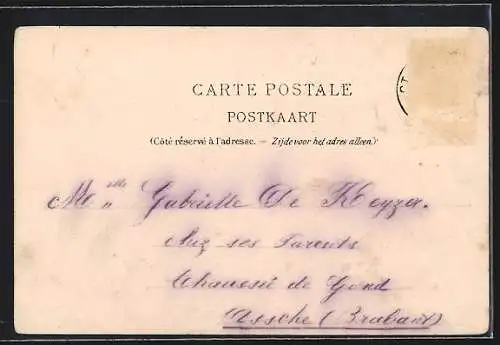 CARTE POSTALE
POSTKAART
(Côté réservé à l'adresse. — Zijde voor het adres alleen.)
Melle Gabrielle De Keyzer.
chez ses Parents
Chaussée de Gand
Assche (Brabant)